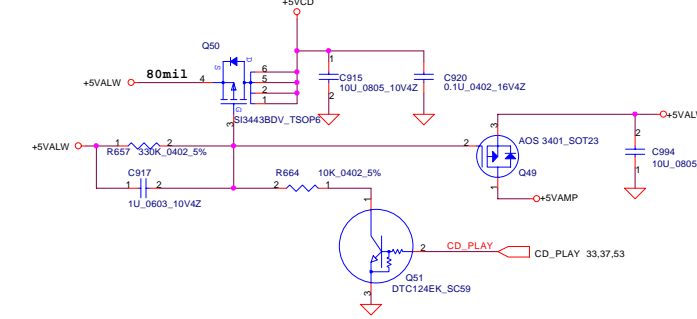 +5VCD
Q50
S
D
G
+5VALW
80mil
4
6
5
2
1
3
SI3443BDV_TSOP6
1
2
C915
10U_0805_10V4Z
C920
0.1U_0402_16V4Z
+5VALW
1
2
R657 330K_0402_5%
C917
1
2
1U_0603_10V4Z
R664
10K_0402_5%
2
1
2
3
1
AOS 3401_SOT23
Q49
+5VAMP
+5VALW
2
1
C994
10U_0805
1
2
3
CD_PLAY
CD_PLAY 33,37,53
Q51
DTC124EK_SC59